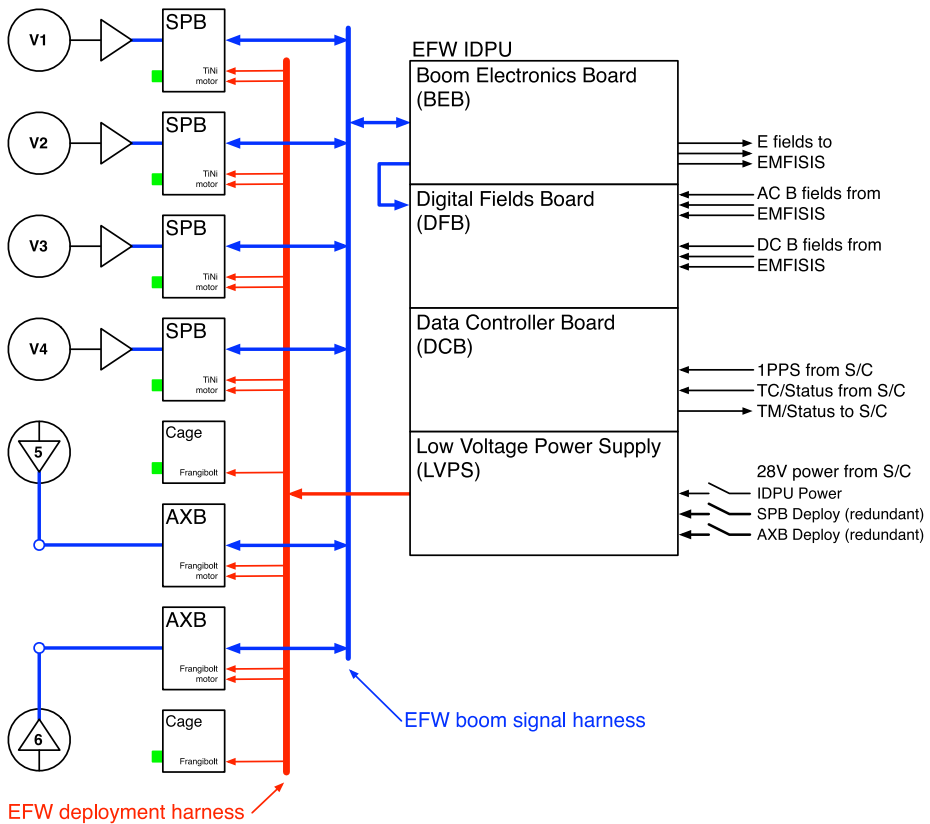 V1
SPB
TiNi
motor
V2
SPB
TiNi
motor
V3
SPB
TiNi
motor
V4
SPB
TiNi
motor
Cage
Frangibolt
5
AXB
Frangibolt
motor
AXB
Frangibolt
motor
6
Cage
Frangibolt
EFW deployment harness
EFW boom signal harness
EFW IDPU
Boom Electronics Board
(BEB)
Digital Fields Board
(DFB)
Data Controller Board
(DCB)
Low Voltage Power Supply
(LVPS)
E fields to
EMFISIS
AC B fields from
EMFISIS
DC B fields from
EMFISIS
1PPS from S/C
TC/Status from S/C
TM/Status to S/C
28V power from S/C
IDPU Power
SPB Deploy (redundant)
AXB Deploy (redundant)